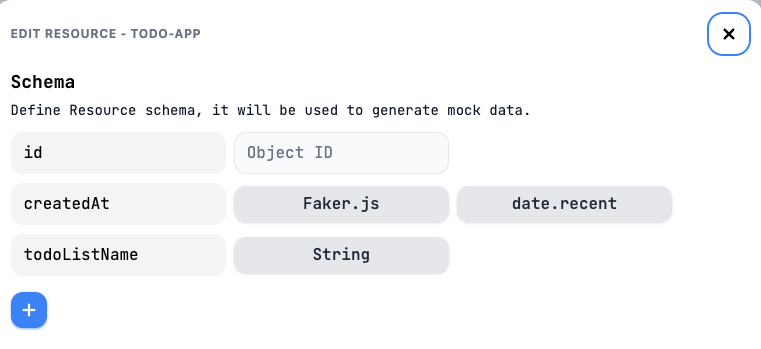 EDIT RESOURCE - TODO-APP
Schema
Define Resource schema, it will be used to generate mock data.
id Object ID
createdAt Faker.js date.recent
todoListName String